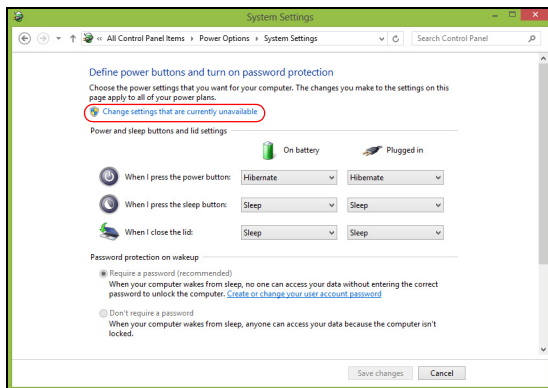 System Settings
« All Control Panel Items ▸ Power Options ▸ System Settings
Search Control Panel
Define power buttons and turn on password protection
Choose the power settings that you want for your computer. The changes you make to the settings on this
page apply to all of your power plans.
Change settings that are currently unavailable
Power and sleep buttons and lid settings
On battery Plugged in
When I press the power button: Hibernate Hibernate
When I press the sleep button: Sleep Sleep
When I close the lid: Sleep Sleep
Password protection on wakeup
Require a password (recommended)
When your computer wakes from sleep, no one can access your data without entering the correct
password to unlock the computer. Create or change your user account password
Don't require a password
When your computer wakes from sleep, anyone can access your data because the computer isn't
locked.
Save changes Cancel